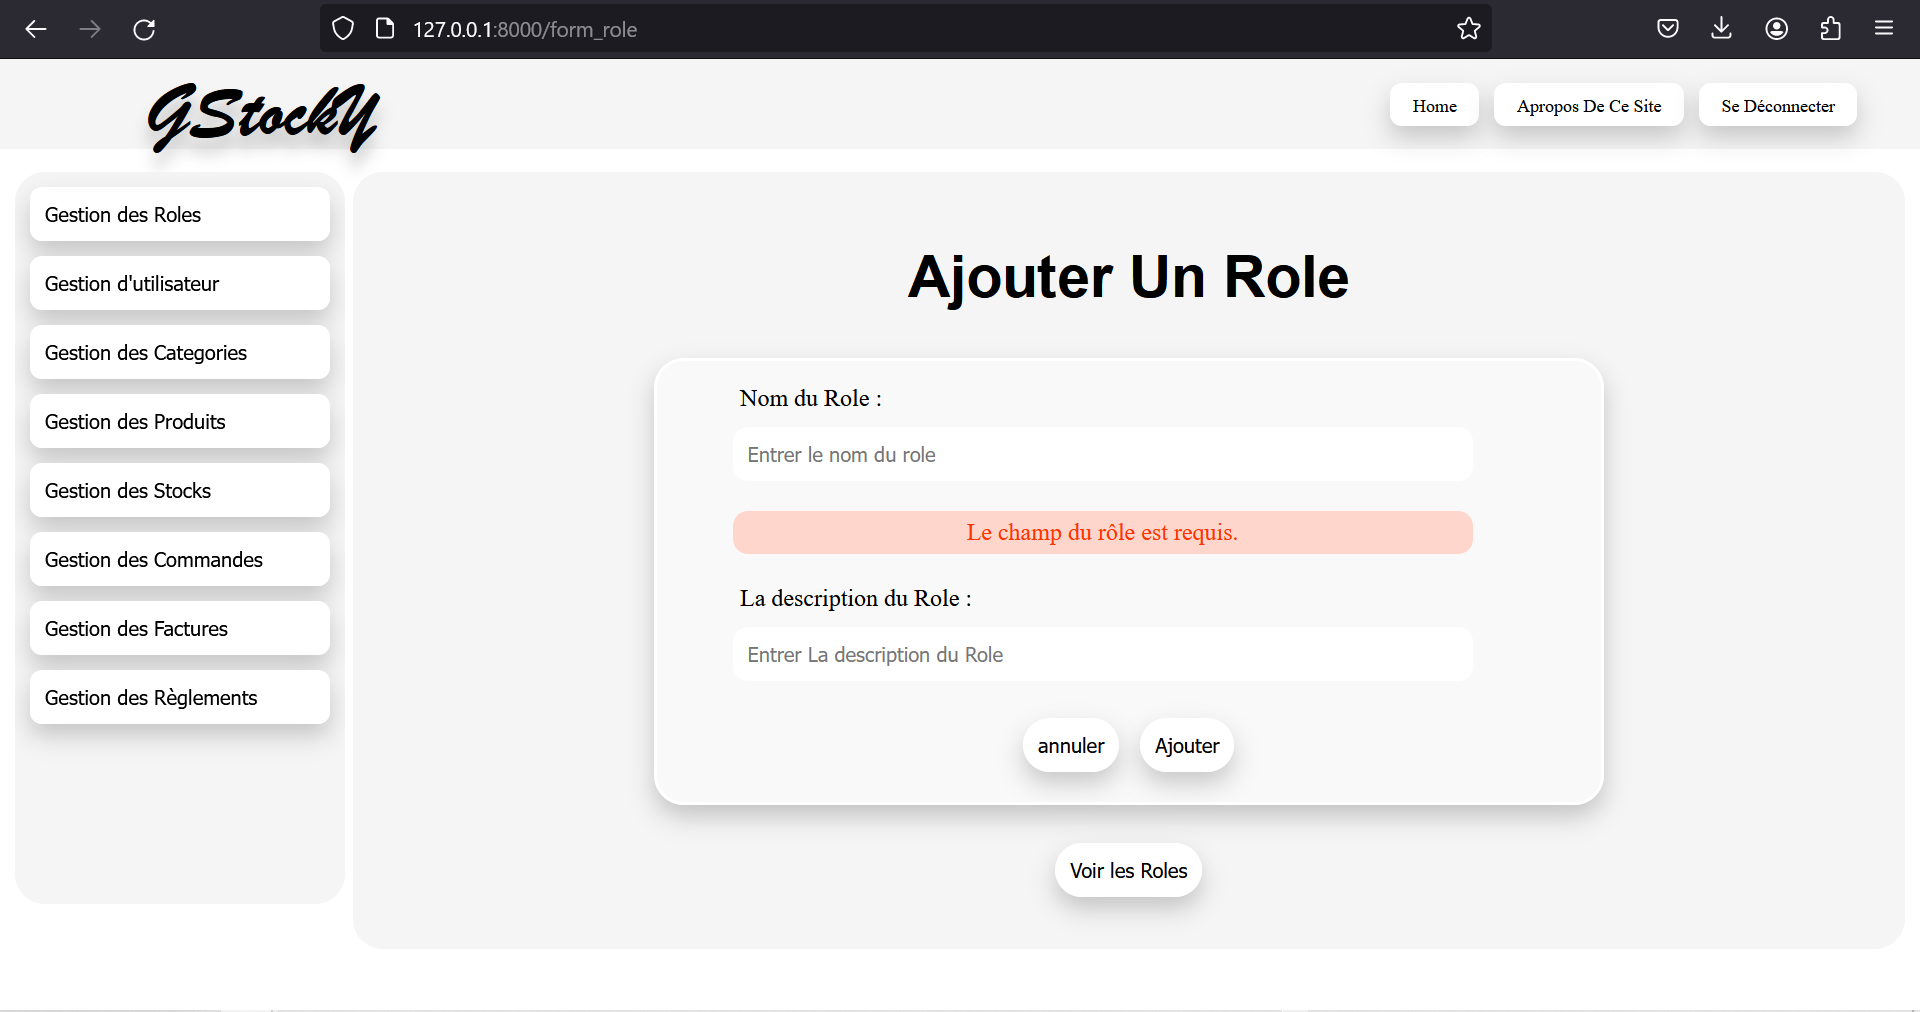 127.0.0.1:8000/form_role
GStockY
Home
Apropos De Ce Site
Se Déconnecter
Gestion des Roles
Gestion d'utilisateur
Gestion des Categories
Gestion des Produits
Gestion des Stocks
Gestion des Commandes
Gestion des Factures
Gestion des Règlements
Ajouter Un Role
Nom du Role :
Entrer le nom du role
Le champ du rôle est requis.
La description du Role :
Entrer La description du Role
annuler
Ajouter
Voir les Roles